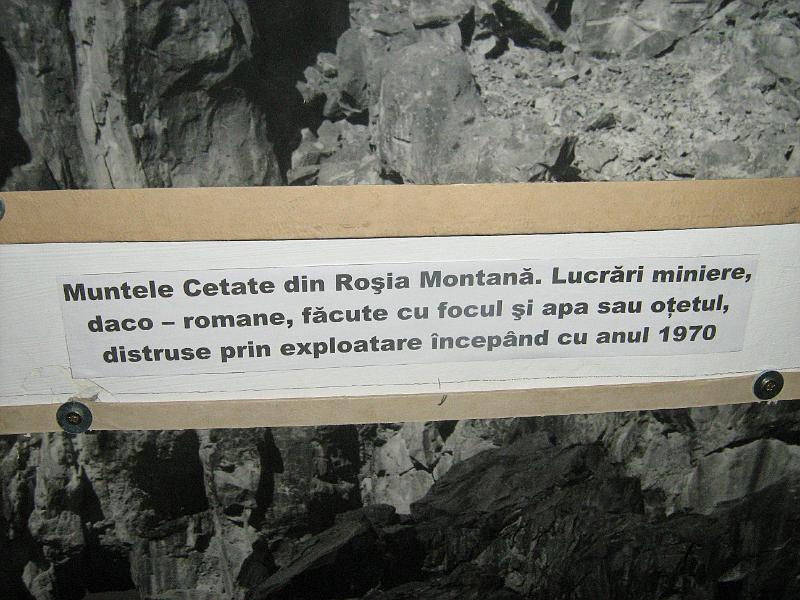 Muntele Cetate din Roşia Montană. Lucrări miniere,
daco – romane, făcute cu focul şi apa sau oţetul,
distruse prin exploatare începând cu anul 1970